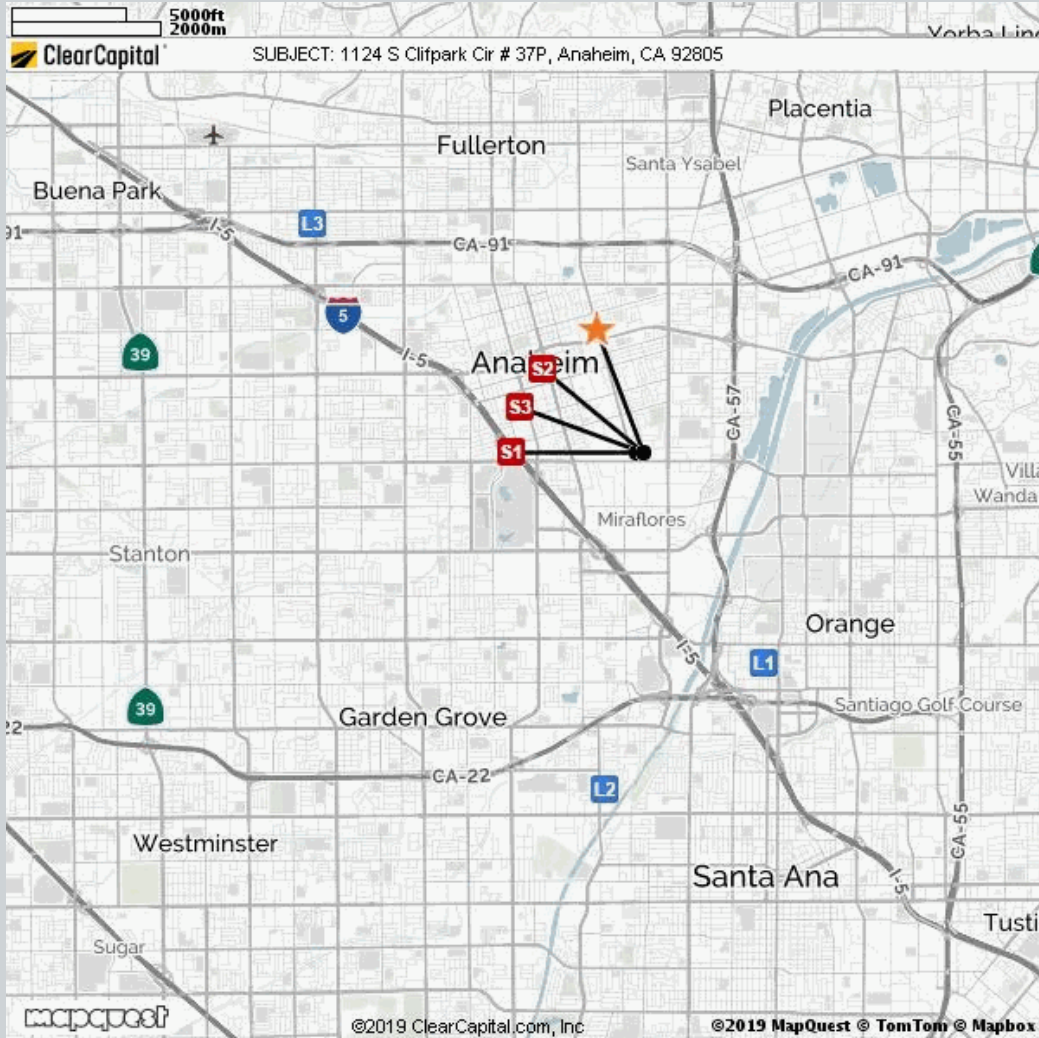 5000ft
2000m
Yorba Lind
ClearCapital
SUBJECT: 1124 S Clifpark Cir # 37P, Anaheim, CA 92805
Placentia
Fullerton
Santa Ysabel
Buena Park
L3
91
I-5
CA-91
CA-91
5
39
I-5
Anaheim
S2
S3
S1
CA-57
CA-55
Villa
Wanda
Miraflores
Stanton
Orange
I-5
L1
39
Garden Grove
Santiago Golf Course
22
CA-22
L2
Westminster
CA-55
Santa Ana
I-5
Tusti
Sugar
mapquest
©2019 ClearCapital.com, Inc
©2019 MapQuest © TomTom © Mapbox